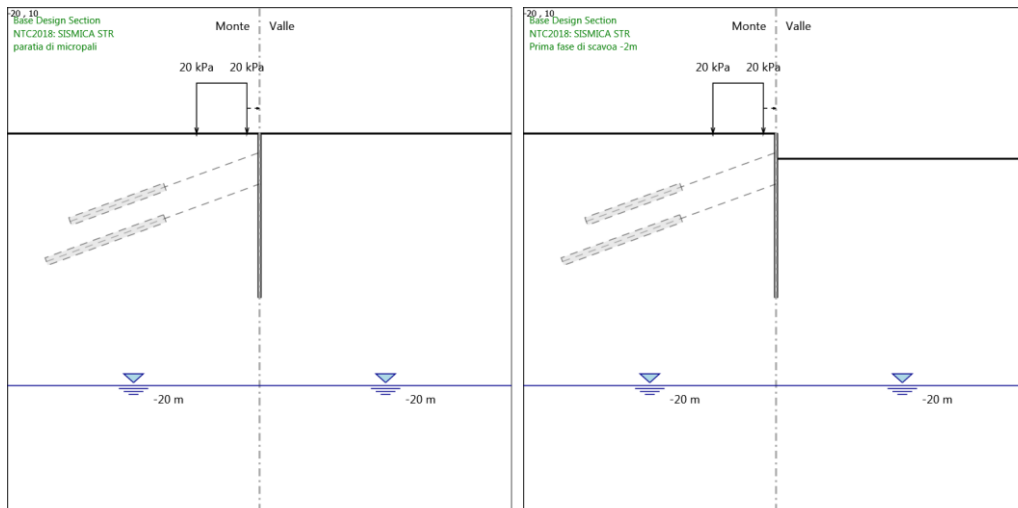 -20 , 10
Base Design Section
NTC2018: SISMICA STR
paratia di micropali
Monte
Valle
20 kPa
20 kPa
-20 m
-20 m
-20 , 10
Base Design Section
NTC2018: SISMICA STR
Prima fase di scavoa -2m
Monte
Valle
20 kPa
20 kPa
-20 m
-20 m